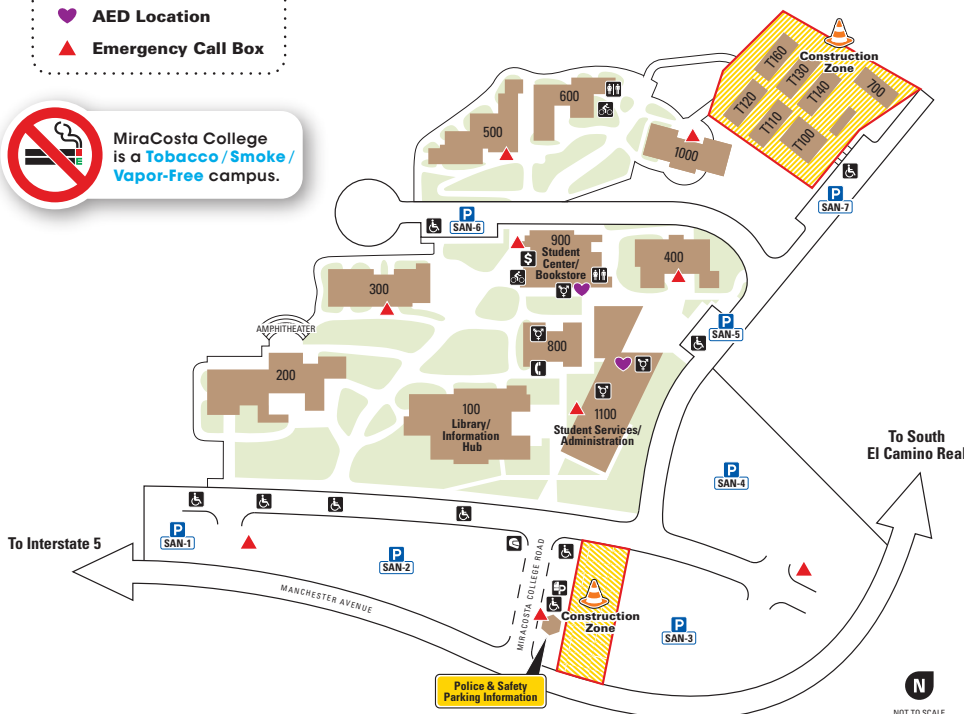 AED Location
Emergency Call Box
MiraCosta College
is a Tobacco/Smoke/
Vapor-Free campus.
Construction
Zone
T160
T130
T140
700
T120
T110
T100
600
500
1000
P
SAN-7
P
SAN-6
900
Student
Center/
Bookstore
$
400
300
AMPHITHEATER
P
SAN-5
800
200
100
Library/
Information
Hub
1100
Student Services/
Administration
To South
El Camino Real
P
SAN-4
P
SAN-1
To Interstate 5
P
SAN-2
MANCHESTER AVENUE
MIRACOSTA COLLEGE ROAD
P
Construction
Zone
P
SAN-3
Police & Safety
Parking Information
N
NOT TO SCALE